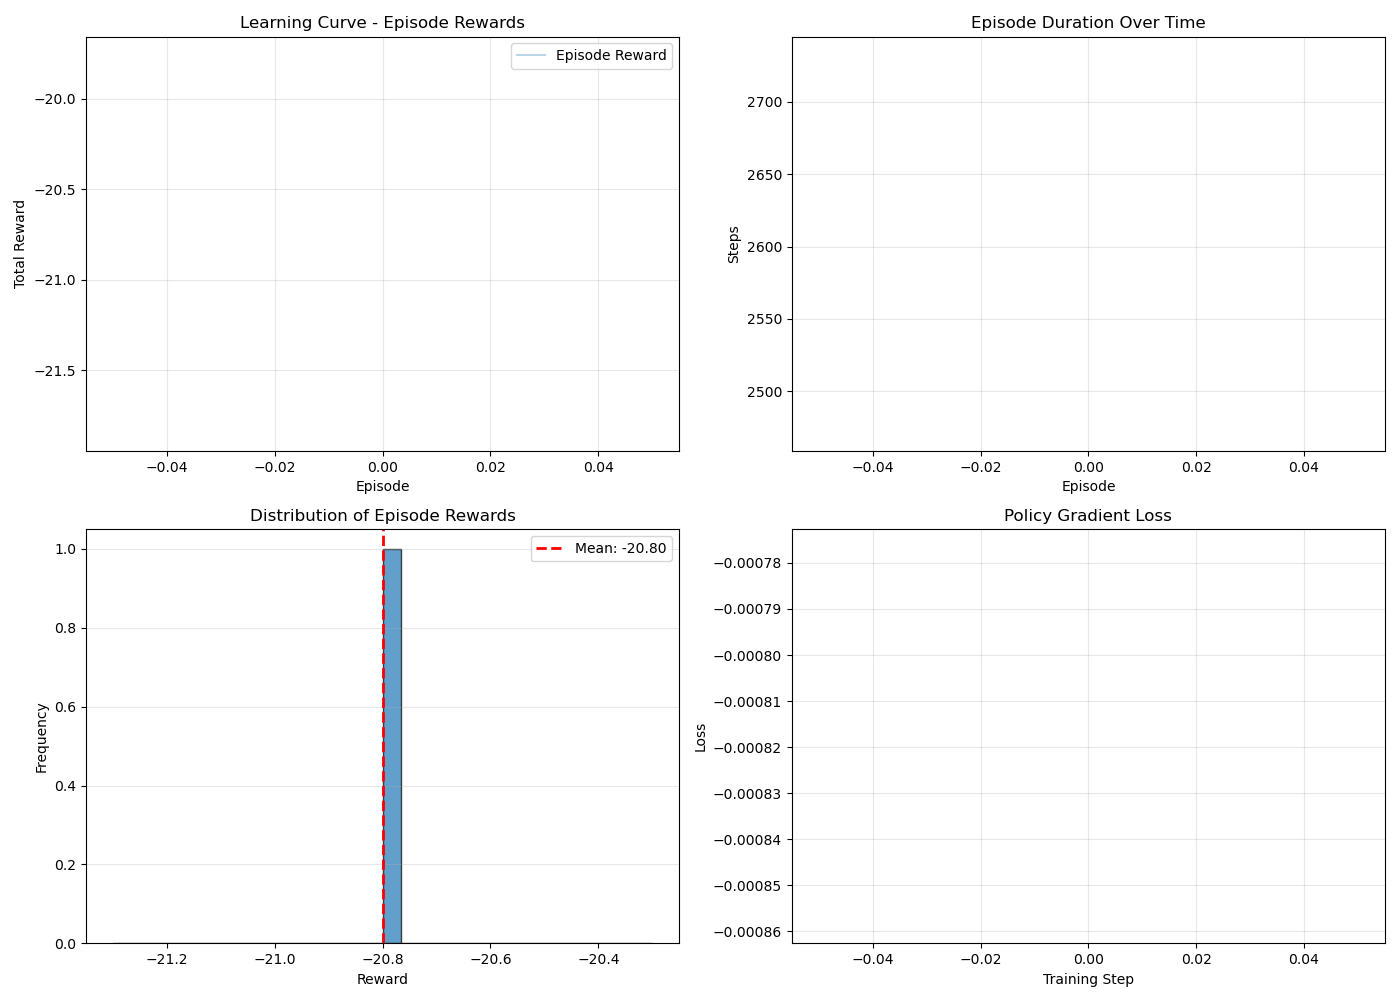 Learning Curve - Episode Rewards
Episode Reward
Total Reward
−20.0
−20.5
−21.0
−21.5
−0.04 −0.02 0.00 0.02 0.04
Episode
Episode Duration Over Time
Steps
2700
2650
2600
2550
2500
−0.04 −0.02 0.00 0.02 0.04
Episode
Distribution of Episode Rewards
Mean: -20.80
Frequency
1.0
0.8
0.6
0.4
0.2
0.0
−21.2 −21.0 −20.8 −20.6 −20.4
Reward
Policy Gradient Loss
Loss
−0.00078
−0.00079
−0.00080
−0.00081
−0.00082
−0.00083
−0.00084
−0.00085
−0.00086
−0.04 −0.02 0.00 0.02 0.04
Training Step